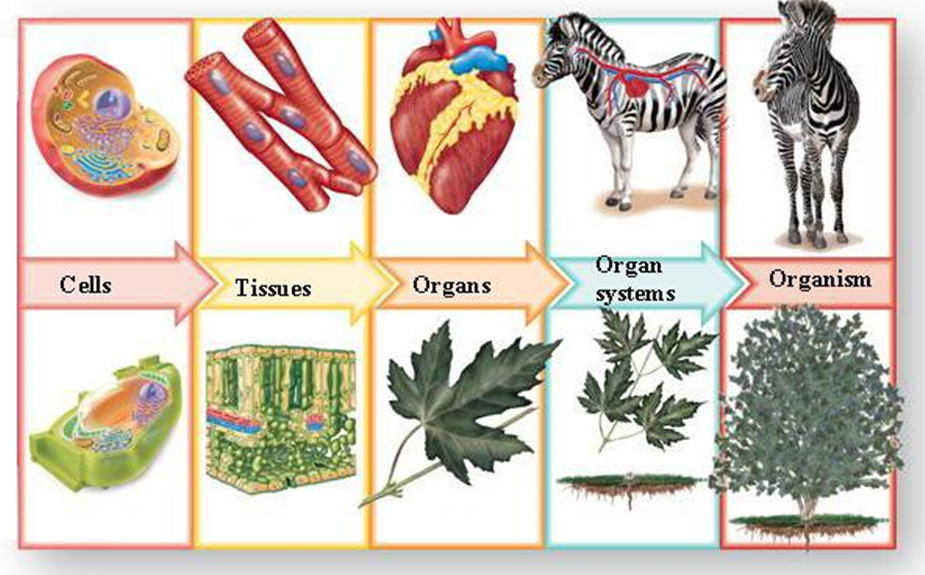 Cells
Tissues
Organs
Organ
systems
Organism